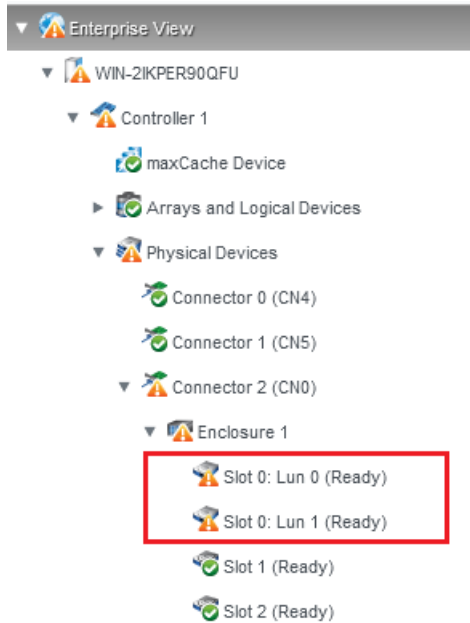 Enterprise View
WIN-2IKPER90QFU
Controller 1
maxCache Device
Arrays and Logical Devices
Physical Devices
Connector 0 (CN4)
Connector 1 (CN5)
Connector 2 (CN0)
Enclosure 1
Slot 0: Lun 0 (Ready)
Slot 0: Lun 1 (Ready)
Slot 1 (Ready)
Slot 2 (Ready)